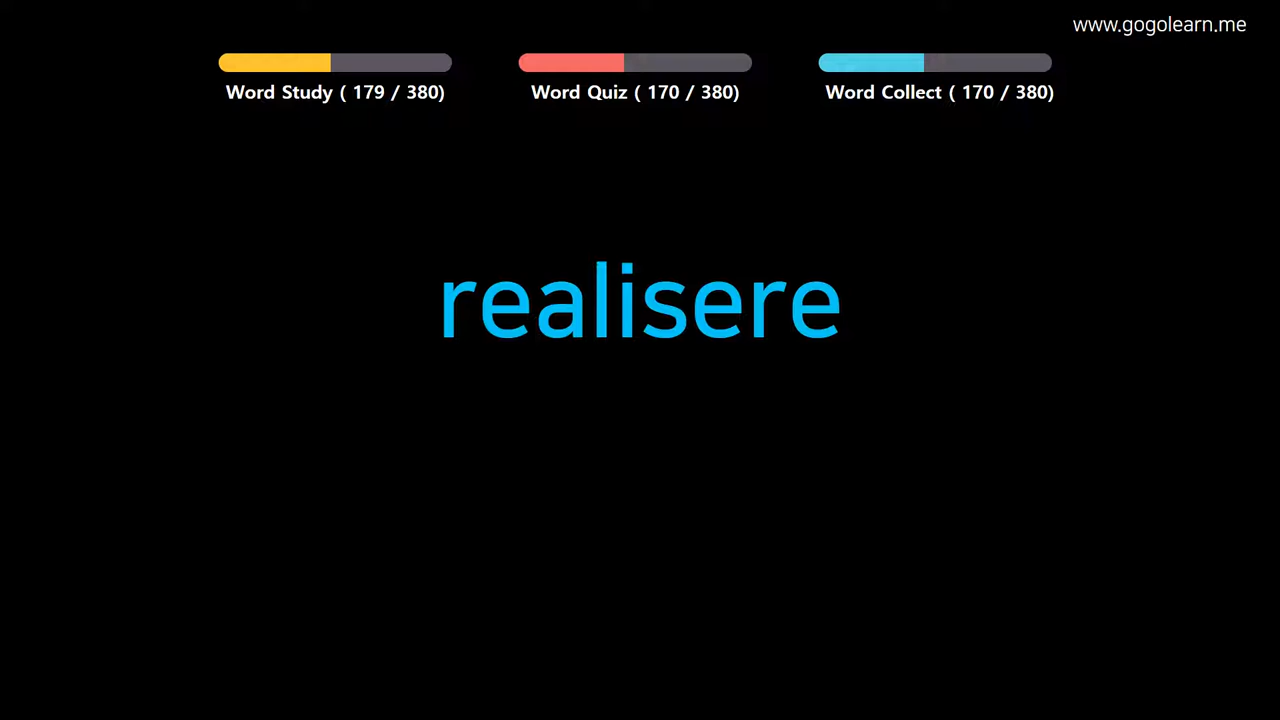 www.gogolearn.me
Word Study ( 179 / 380)
Word Quiz ( 170 / 380)
Word Collect ( 170 / 380)
realisere